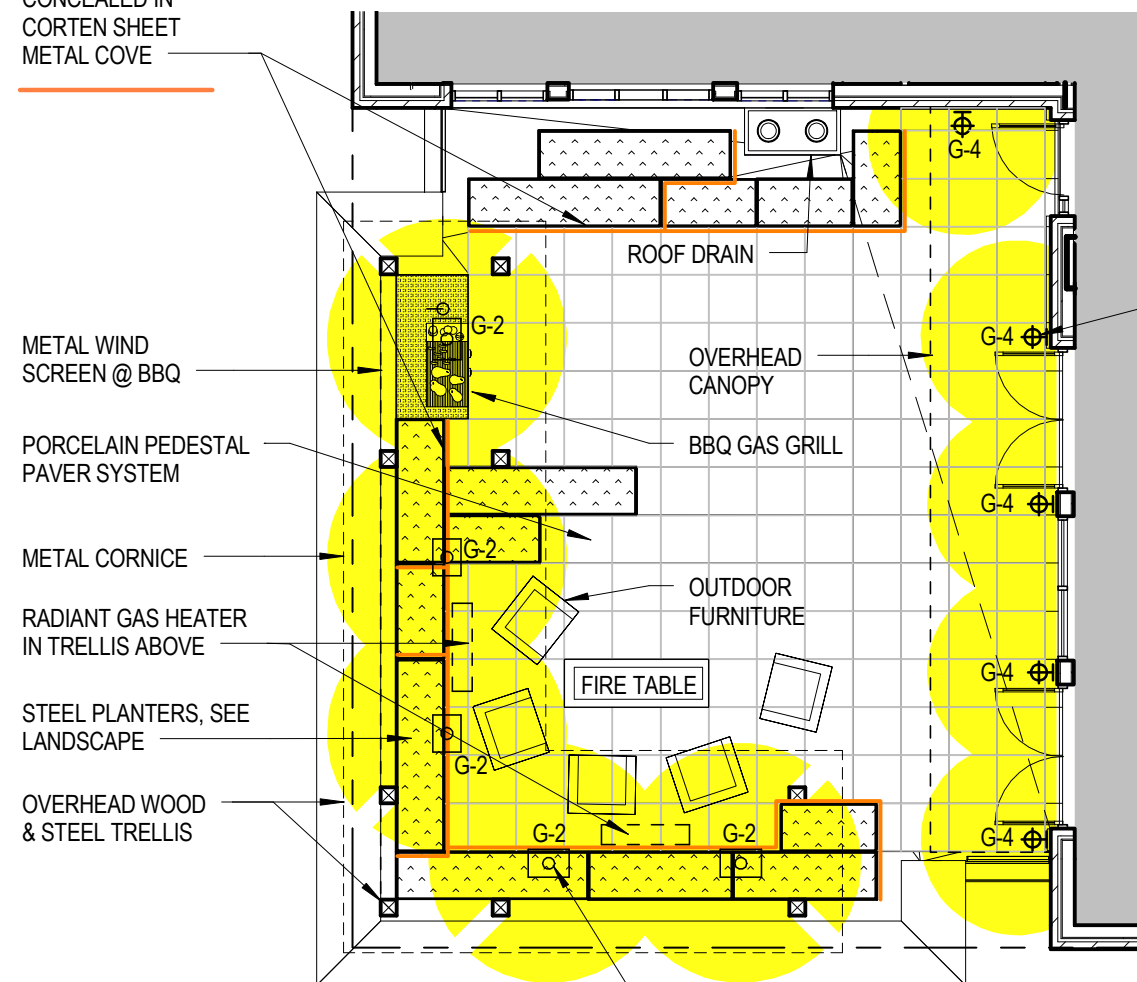 CONCEALED IN
CORTEN SHEET
METAL COVE
G-4
ROOF DRAIN
G-2
G-4
METAL WIND
SCREEN @ BBQ
OVERHEAD
CANOPY
PORCELAIN PEDESTAL
PAVER SYSTEM
BBQ GAS GRILL
G-4
METAL CORNICE
G-2
RADIANT GAS HEATER
IN TRELLIS ABOVE
OUTDOOR
FURNITURE
FIRE TABLE
G-4
STEEL PLANTERS, SEE
LANDSCAPE
G-2
OVERHEAD WOOD
& STEEL TRELLIS
G-2
G-2
G-4